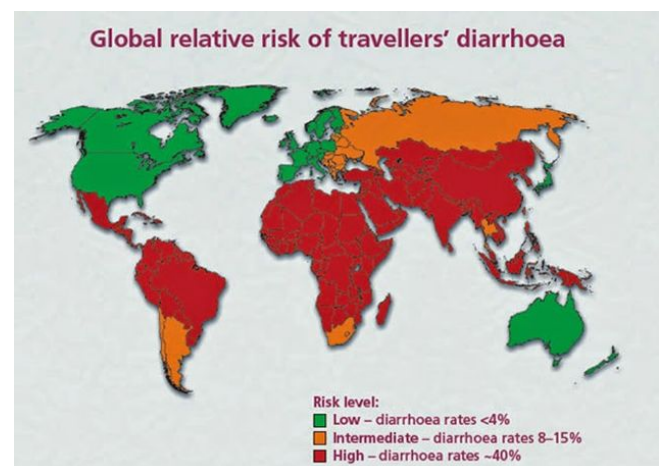 Global relative risk of travellers’ diarrhoea
Risk level:
Low – diarrhoea rates <4%
Intermediate – diarrhoea rates 8–15%
High – diarrhoea rates ~40%